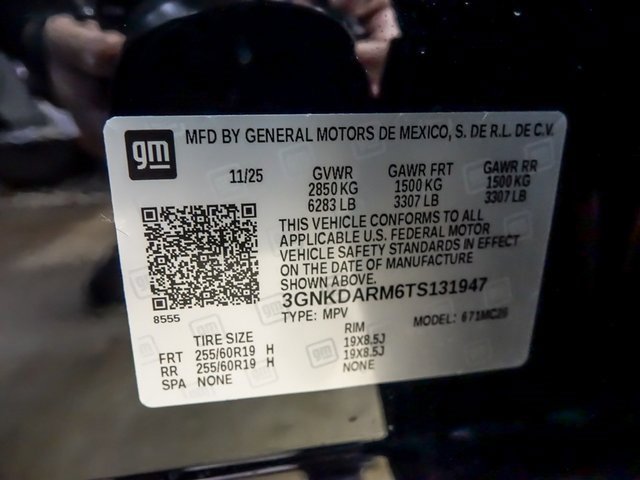 gm MFD BY GENERAL MOTORS DE MEXICO, S. DE R.L. DE C.V.
11/25 GVWR GAWR FRT GAWR RR
2850 KG 1500 KG 1500 KG
6283 LB 3307 LB 3307 LB
THIS VEHICLE CONFORMS TO ALL
APPLICABLE U.S. FEDERAL MOTOR
VEHICLE SAFETY STANDARDS IN EFFECT
ON THE DATE OF MANUFACTURE
SHOWN ABOVE.
3GNKDARM6TS131947
8555 TYPE: MPV MODEL: 671MC26
TIRE SIZE RIM
FRT 255/60R19 H 19X8.5J
RR 255/60R19 H 19X8.5J
SPA NONE NONE